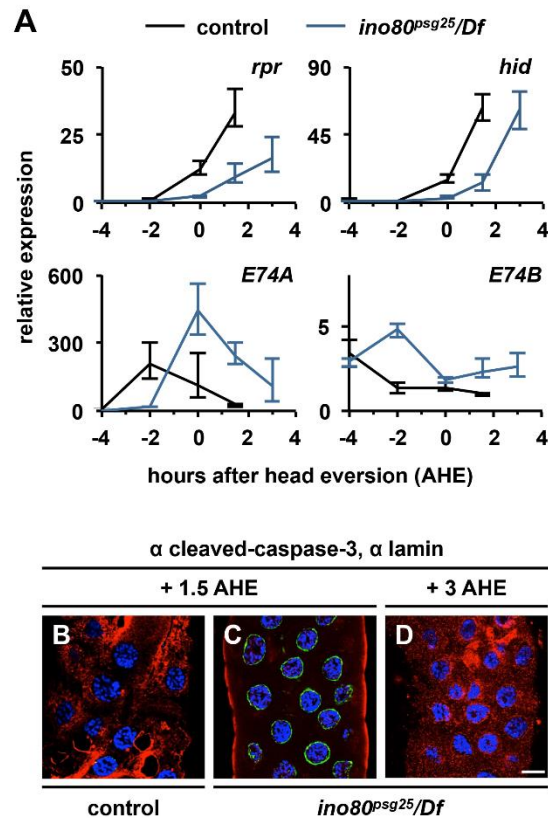 A
control
ino80psg25/Df
rpr
hid
50
25
0
-4 -2 0 2 4
90
45
0
-4 -2 0 2 4
relative expression
E74A
E74B
600
300
0
-4 -2 0 2 4
5
0
-4 -2 0 2 4
hours after head eversion (AHE)
α cleaved-caspase-3, α lamin
+ 1.5 AHE
+ 3 AHE
B
C
D
control
ino80psg25/Df